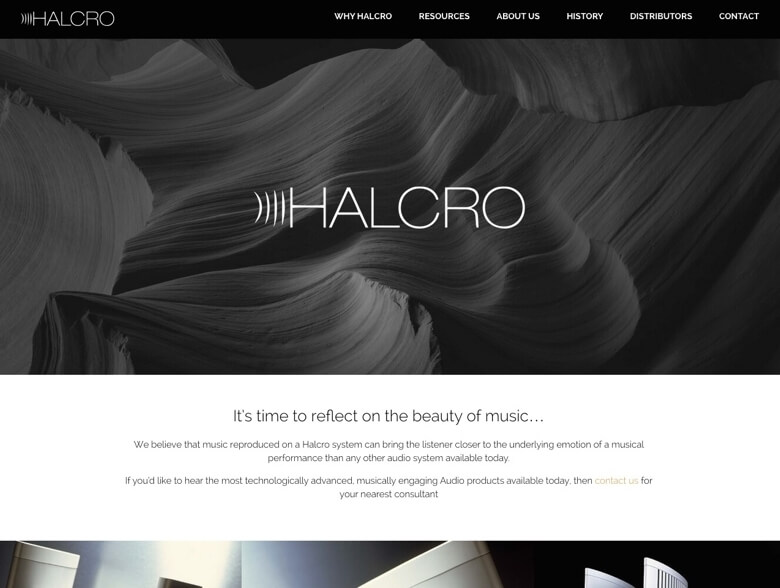 HALCRO
WHY HALCRO
RESOURCES
ABOUT US
HISTORY
DISTRIBUTORS
CONTACT
HALCRO
It's time to reflect on the beauty of music…
We believe that music reproduced on a Halcro system can bring the listener closer to the underlying emotion of a musical
performance than any other audio system available today.
If you'd like to hear the most technologically advanced, musically engaging Audio products available today, then contact us for
your nearest consultant